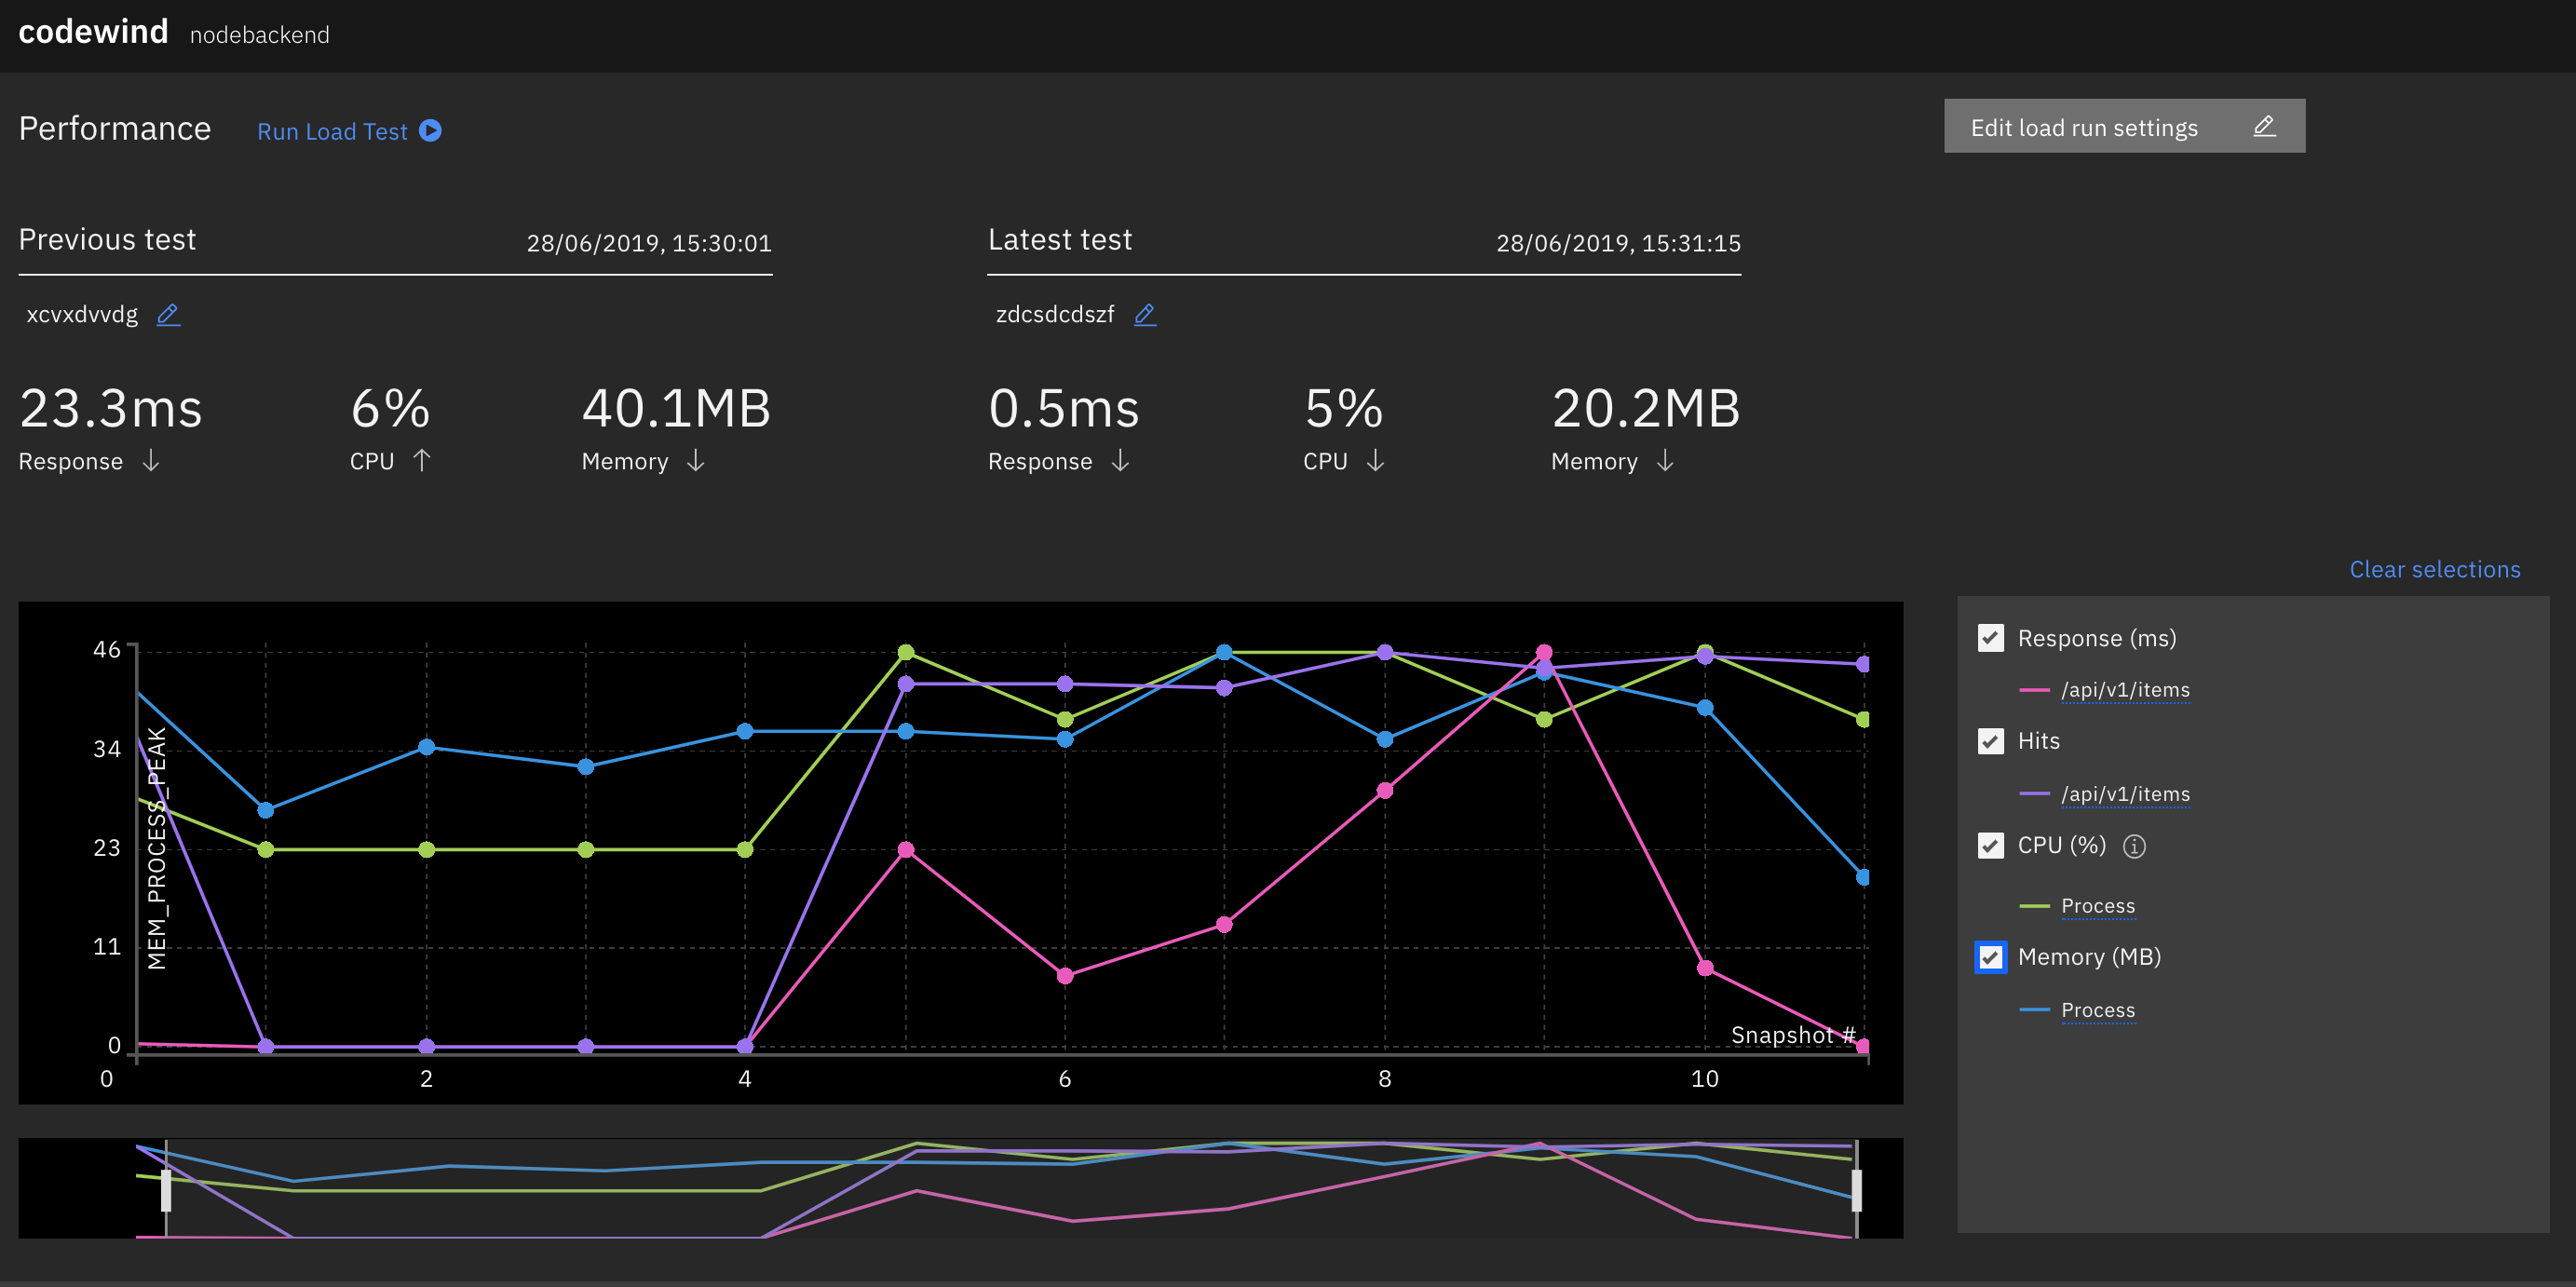 codewind nodebackend
Performance Run Load Test Edit load run settings
Previous test 28/06/2019, 15:30:01
xcvxdvvdg
23.3ms 6% 40.1MB
Response CPU Memory
Latest test 28/06/2019, 15:31:15
zdcsdcdszf
0.5ms 5% 20.2MB
Response CPU Memory
Clear selections
46
34
23
11
0
MEM_PROCESS_PEAK
Snapshot #
0 2 4 6 8 10
Response (ms)
/api/v1/items
Hits
/api/v1/items
CPU (%)
Process
Memory (MB)
Process